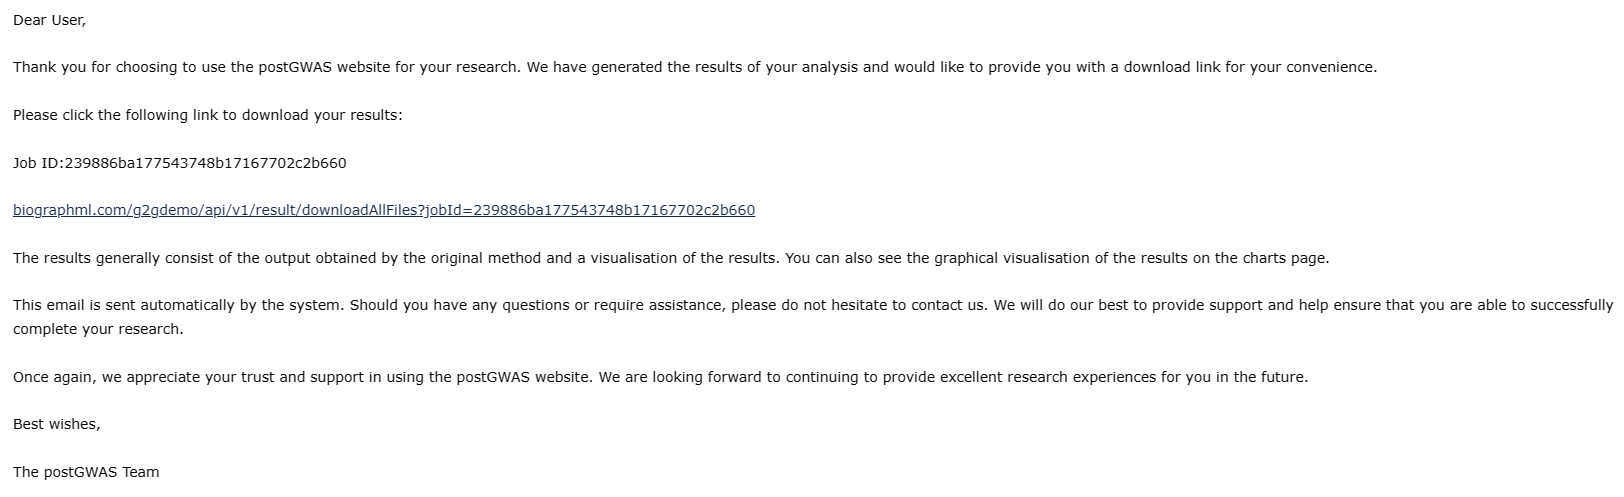 Dear User,
Thank you for choosing to use the postGWAS website for your research. We have generated the results of your analysis and would like to provide you with a download link for your convenience.
Please click the following link to download your results:
Job ID:239886ba177543748b17167702c2b660
biographml.com/g2gdemo/api/v1/result/downloadAllFiles?jobId=239886ba177543748b17167702c2b660
The results generally consist of the output obtained by the original method and a visualisation of the results. You can also see the graphical visualisation of the results on the charts page.
This email is sent automatically by the system. Should you have any questions or require assistance, please do not hesitate to contact us. We will do our best to provide support and help ensure that you are able to successfully
complete your research.
Once again, we appreciate your trust and support in using the postGWAS website. We are looking forward to continuing to provide excellent research experiences for you in the future.
Best wishes,
The postGWAS Team